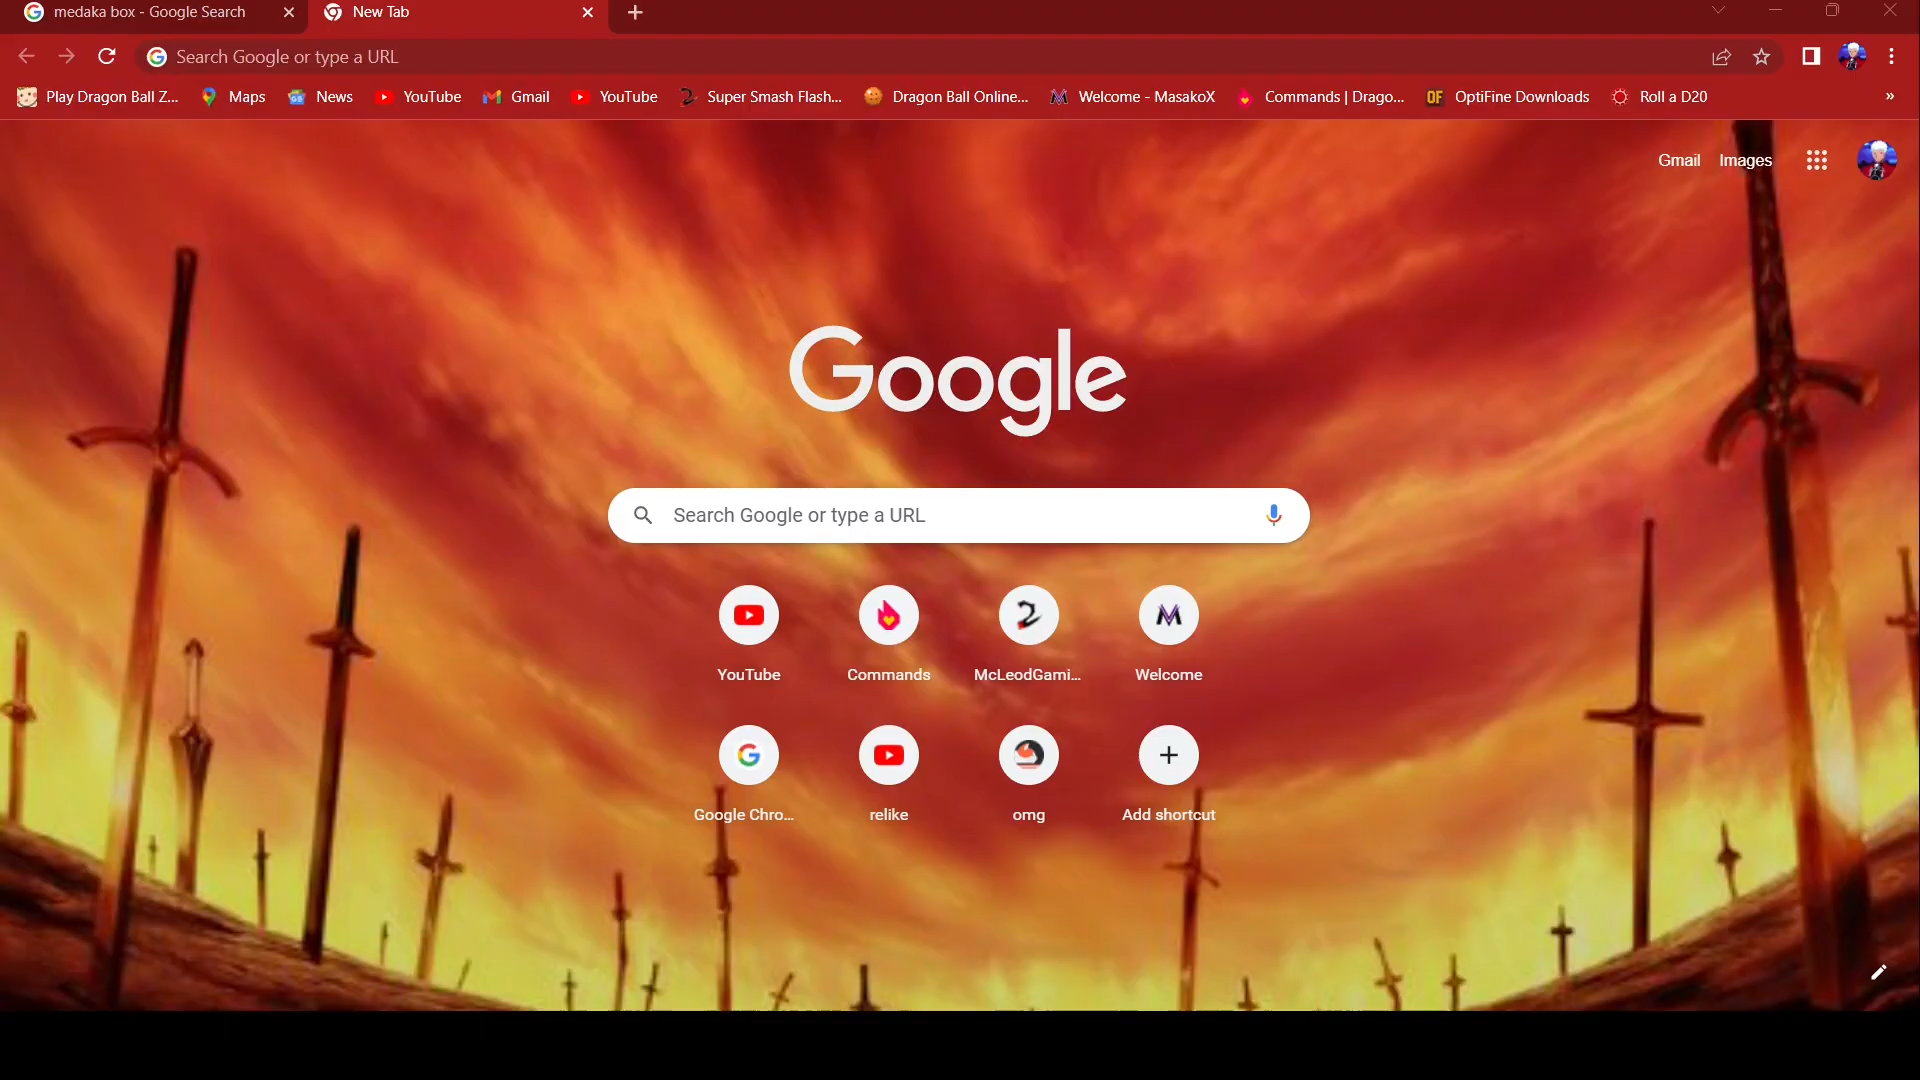 medaka box - Google Search
New Tab
Search Google or type a URL
Play Dragon Ball Z...
Maps
News
YouTube
Gmail
YouTube
Super Smash Flash...
Dragon Ball Online...
Welcome - MasakoX
Commands | Drago...
OptiFine Downloads
Roll a D20
»
Gmail
Images
Google
Search Google or type a URL
YouTube
Commands
McLeodGami...
Welcome
Google Chro...
relike
omg
Add shortcut